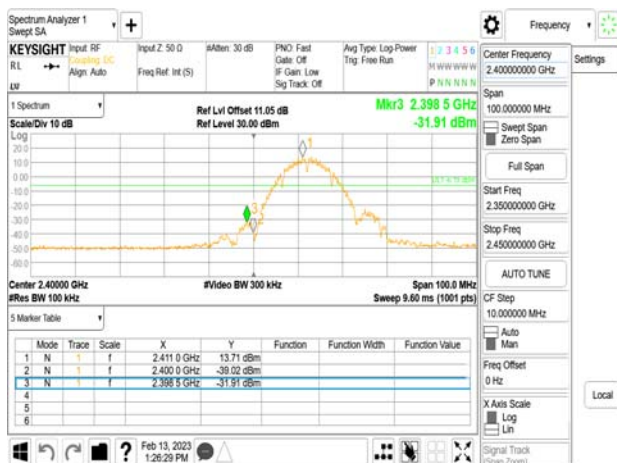 Spectrum Analyzer 1
Swept SA
Frequency
KEYSIGHT
Input: RF
Coupling: DC
Align: Auto
Input Z: 50 Ω
Freq Ref: Int (S)
#Atten: 30 dB
PNO: Fast
Gate: Off
IF Gain: Low
Sig Track: Off
Avg Type: Log-Power
Trig: Free Run
1 2 3 4 5 6
M W W W W W
P N N N N N
RL
1 Spectrum
Scale/Div 10 dB
Ref Lvl Offset 11.05 dB
Ref Level 30.00 dBm
Mkr3 2.398 5 GHz
-31.91 dBm
Log
20.0
10.0
0.00
-10.0
-20.0
-30.0
-40.0
-50.0
-60.0
1
3
2
Center 2.40000 GHz
#Res BW 100 kHz
#Video BW 300 kHz
Span 100.0 MHz
Sweep 9.60 ms (1001 pts)
5 Marker Table
Mode Trace Scale X Y Function Function Width Function Value
1 N 1 f 2.411 0 GHz 13.71 dBm
2 N 1 f 2.400 0 GHz -39.02 dBm
3 N 1 f 2.398 5 GHz -31.91 dBm
4
5
6
Feb 13, 2023
1:26:29 PM
Center Frequency
2.400000000 GHz
Span
100.000000 MHz
Swept Span
Zero Span
Full Span
Start Freq
2.350000000 GHz
Stop Freq
2.450000000 GHz
AUTO TUNE
CF Step
10.000000 MHz
Auto
Man
Freq Offset
0 Hz
X Axis Scale
Log
Lin
Signal Track
(Span Zoom)
Settings
Local